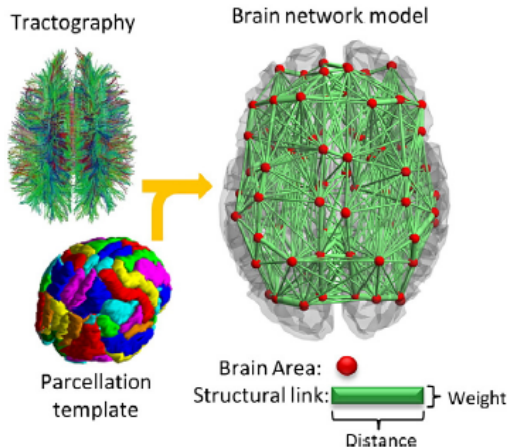 Tractography
Brain network model
Parcellation
template
Brain Area:
Structural link:
Weight
Distance